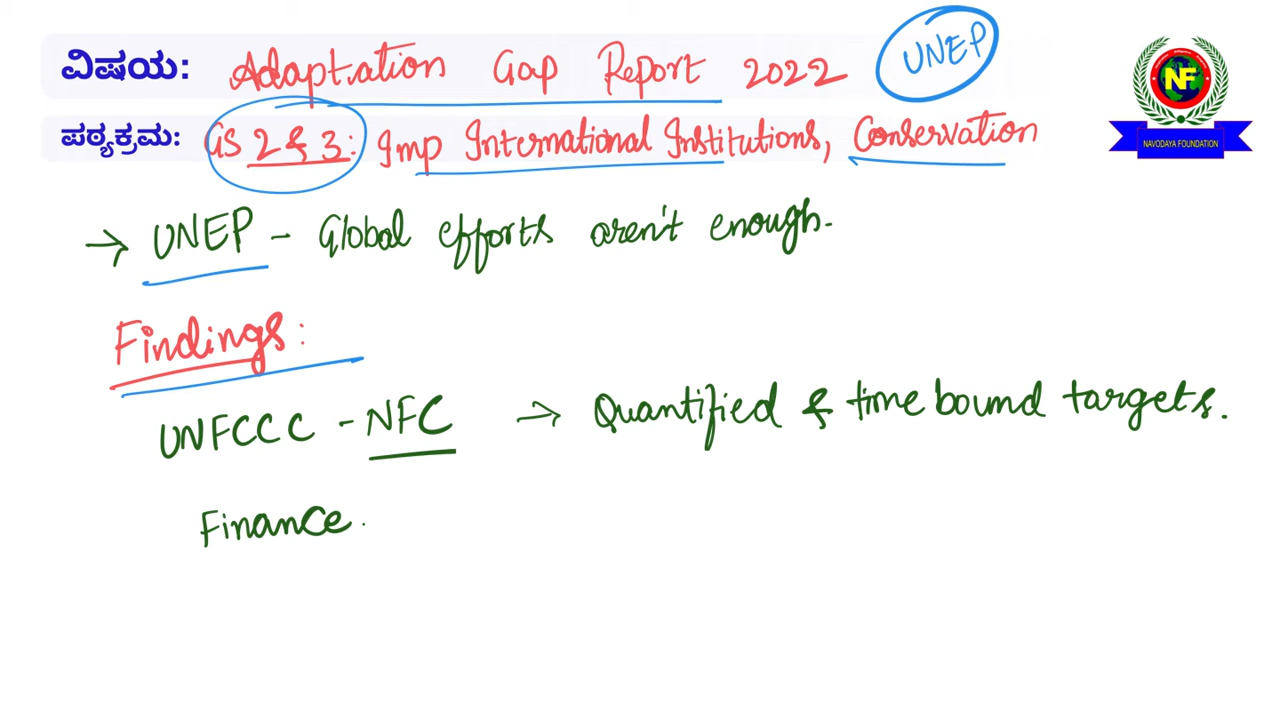 ವಿಷಯ: Adaptation Gap Report 2022 UNEP
NF
NAVODAYA FOUNDATION
ಪಠ್ಯಕ್ರಮ: GS 2 & 3: Imp International Institutions, Conservation
→ UNEP - Global efforts aren't enough.
Findings:
UNFCCC - NFC → Quantified & time bound targets.
Finance.